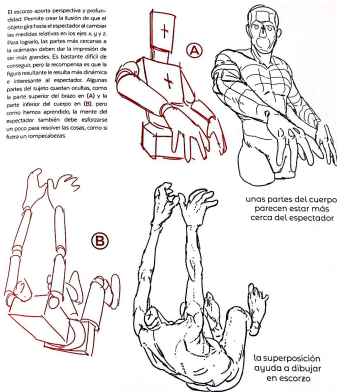 El escorzo aporta perspectiva y profun-
didad. Permite crear la ilusión de que el
objeto gira hacia el espectador al cambiar
las medidas relativas en los ejes x, y y z.
Para lograrlo, las partes más cercanas a
la «cámara» deben dar la impresión de
ser más grandes. Es bastante difícil de
conseguir, pero la recompensa es que la
figura resultante le resulta más dinámica
e interesante al espectador. Algunas
partes del sujeto quedan ocultas, como
la parte superior del brazo en (A) y la
parte inferior del cuerpo en (B), pero
como hemos aprendido, la mente del
espectador también debe esforzarse
un poco para resolver las cosas, como si
fuera un rompecabezas.
A
unas partes del cuerpo
parecen estar más
cerca del espectador
B
la superposición
ayuda a dibujar
en escorzo